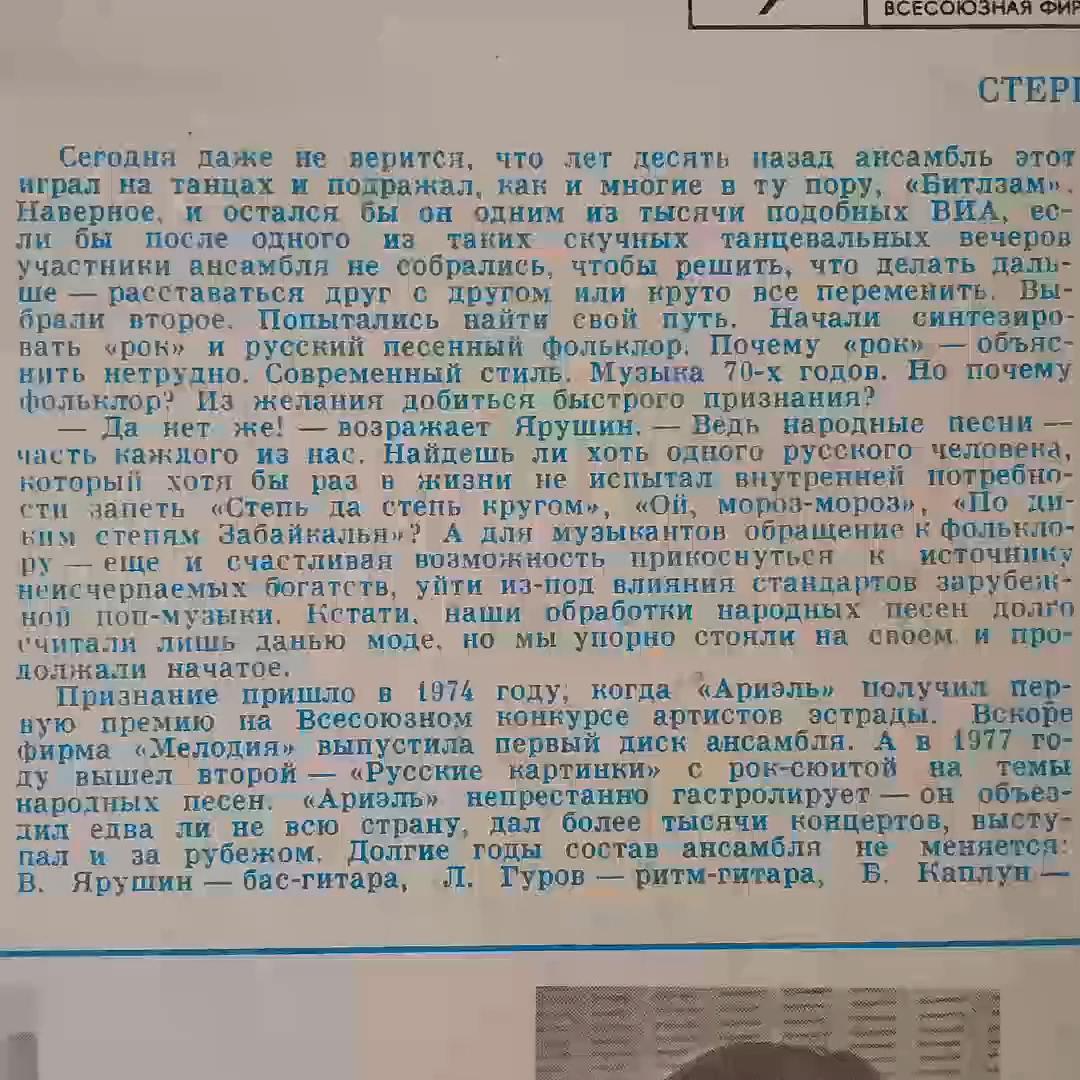 ВСЕСОЮЗНАЯ ФИР
СТЕР
Сегодня даже не верится, что лет десять назад ансамбль этот
играл на танцах и подражал, как и многие в ту пору, «Битлзам».
Наверное, и остался бы он одним из тысячи подобных ВИА, ес-
ли бы после одного из таких скучных танцевальных вечеров
участники ансамбля не собрались, чтобы решить, что делать даль-
ше — расставаться друг с другом или круто все переменить. Вы-
брали второе. Попытались найти свой путь. Начали синтезиро-
вать «рок» и русский песенный фольклор. Почему «рок» — объяс-
нить нетрудно. Современный стиль. Музыка 70-х годов. Но почему
фольклор? Из желания добиться быстрого признания?
— Да нет же! — возражает Ярушин. — Ведь народные песни —
часть каждого из нас. Найдешь ли хоть одного русского человека,
который хотя бы раз в жизни не испытал внутренней потребно-
сти запеть «Степь да степь кругом», «Ой, мороз-мороз», «По ди-
ким степям Забайкалья»? А для музыкантов обращение к фолькло-
ру — еще и счастливая возможность прикоснуться к источнику
неисчерпаемых богатств, уйти из-под влияния стандартов зарубеж-
ной поп-музыки. Кстати, наши обработки народных песен долго
считали лишь данью моде, но мы упорно стояли на своем и про-
должали начатое.
Признание пришло в 1974 году, когда «Ариэль» получил пер-
вую премию на Всесоюзном конкурсе артистов эстрады. Вскоре
фирма «Мелодия» выпустила первый диск ансамбля. А в 1977 го-
ду вышел второй — «Русские картинки» с рок-сюитой на темы
народных песен. «Ариэль» непрестанно гастролирует — он объез-
дил едва ли не всю страну, дал более тысячи концертов, высту-
пал и за рубежом. Долгие годы состав ансамбля не меняется:
В. Ярушин — бас-гитара, Л. Гуров — ритм-гитара, Б. Каплун —